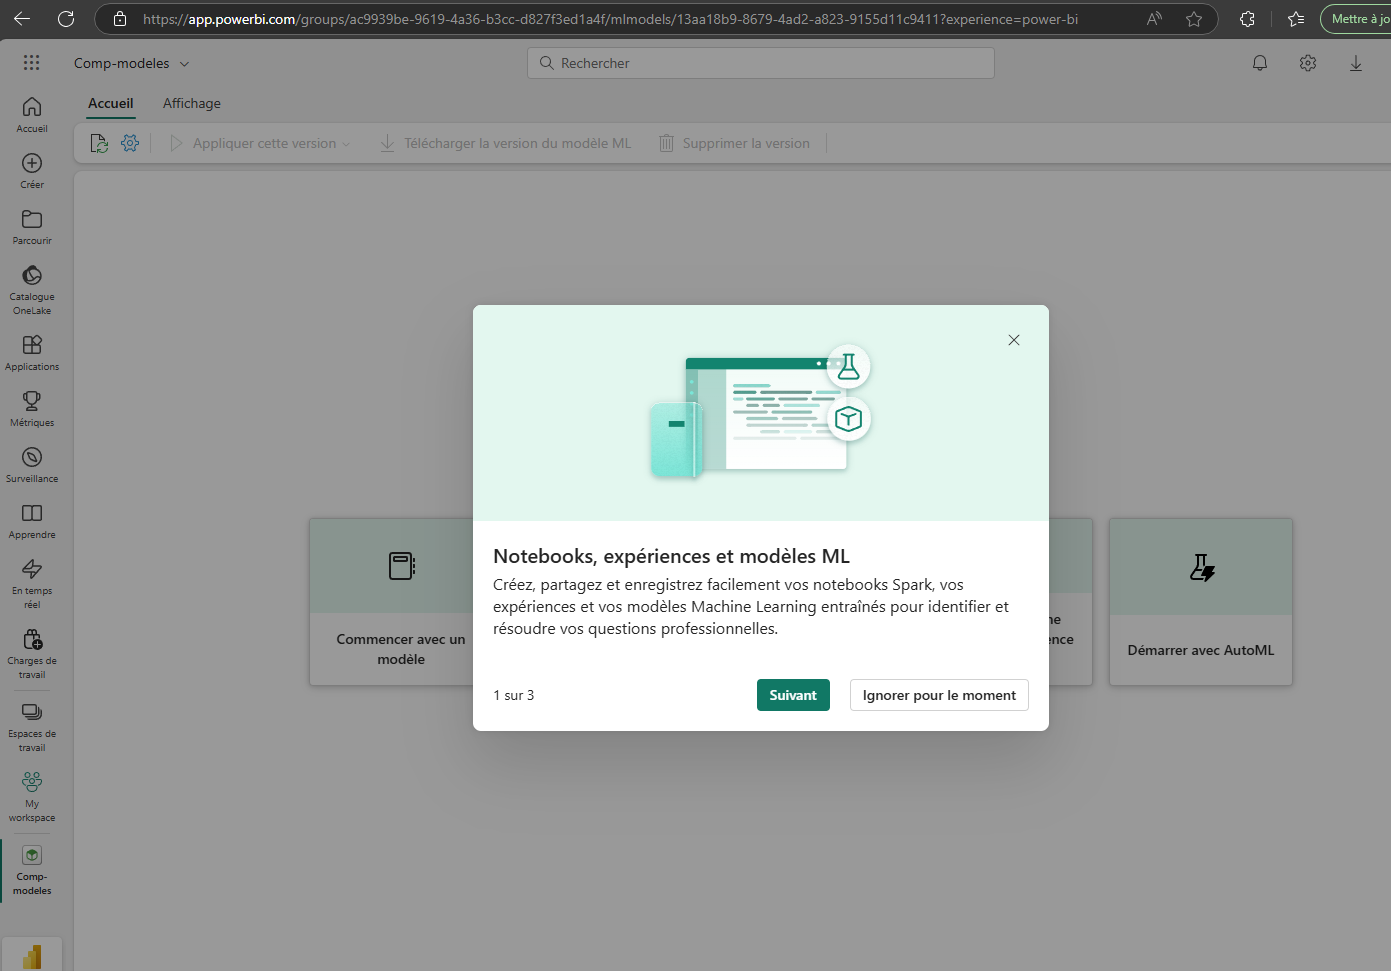 https://app.powerbi.com/groups/ac9939be-9619-4a36-b3cc-d827f3ed1a4f/mlmodels/13aa18b9-8679-4ad2-a823-9155d11c9411?experience=power-bi
Mettre à jo
Comp-modeles
Rechercher
Accueil
Affichage
Appliquer cette version
Télécharger la version du modèle ML
Supprimer la version
Accueil
Créer
Parcourir
Catalogue
OneLake
Applications
Métriques
Surveillance
Apprendre
En temps
réel
Charges de
travail
Espaces de
travail
My
workspace
Comp-
modeles
Notebooks, expériences et modèles ML
Créez, partagez et enregistrez facilement vos notebooks Spark, vos
expériences et vos modèles Machine Learning entraînés pour identifier et
résoudre vos questions professionnelles.
1 sur 3
Suivant
Ignorer pour le moment
Commencer avec un
modèle
ne
ence
Démarrer avec AutoML